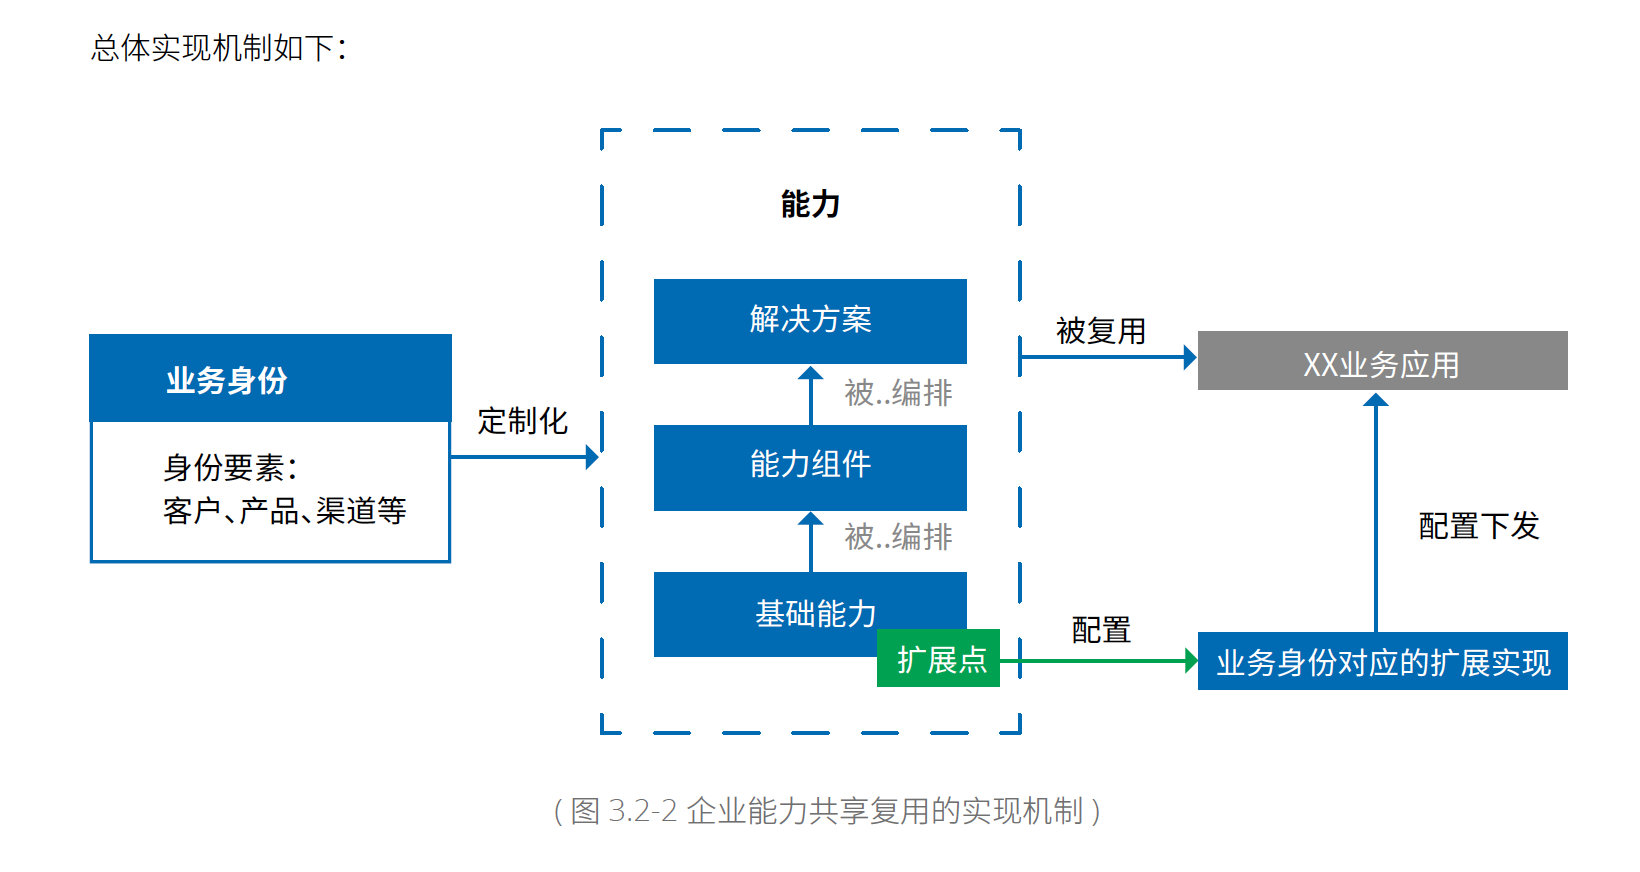 总体实现机制如下：
能力
解决方案
被复用
XX业务应用
业务身份
被..编排
定制化
能力组件
身份要素：
客户、产品、渠道等
被..编排
配置下发
基础能力
配置
扩展点
业务身份对应的扩展实现
（图 3.2-2 企业能力共享复用的实现机制）